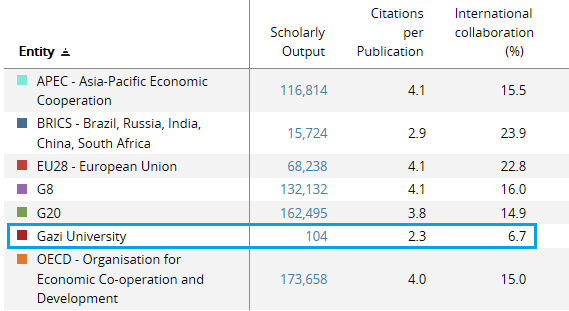 Entity
Scholarly
Output
Citations
per
Publication
International
collaboration
(%)
APEC - Asia-Pacific Economic
Cooperation
116,814 4.1 15.5
BRICS - Brazil, Russia, India,
China, South Africa
15,724 2.9 23.9
EU28 - European Union 68,238 4.1 22.8
G8 132,132 4.1 16.0
G20 162,495 3.8 14.9
Gazi University 104 2.3 6.7
OECD - Organisation for
Economic Co-operation and
Development
173,658 4.0 15.0